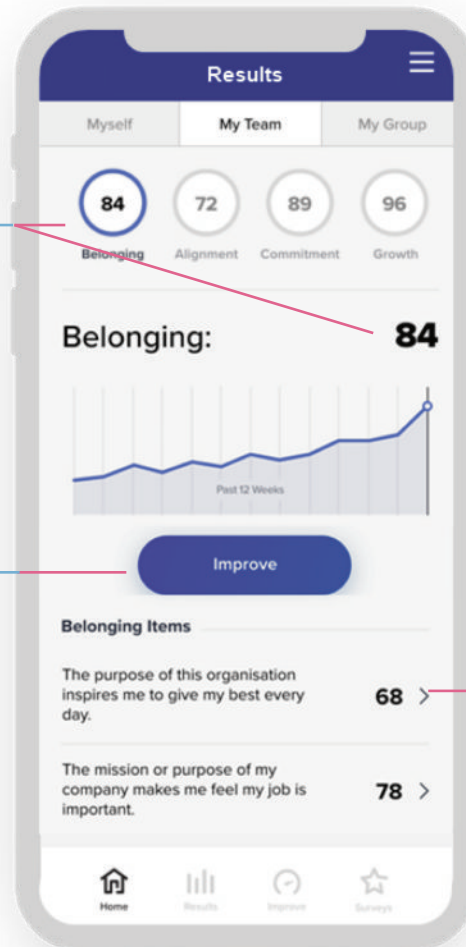 Results
Myself My Team My Group
84 72 89 96
Belonging Alignment Commitment Growth
Belonging: 84
Past 12 Weeks
Improve
Belonging Items
The purpose of this organisation
inspires me to give my best every
day.
68 >
The mission or purpose of my
company makes me feel my job is
important.
78 >
Home Results Improve Surveys